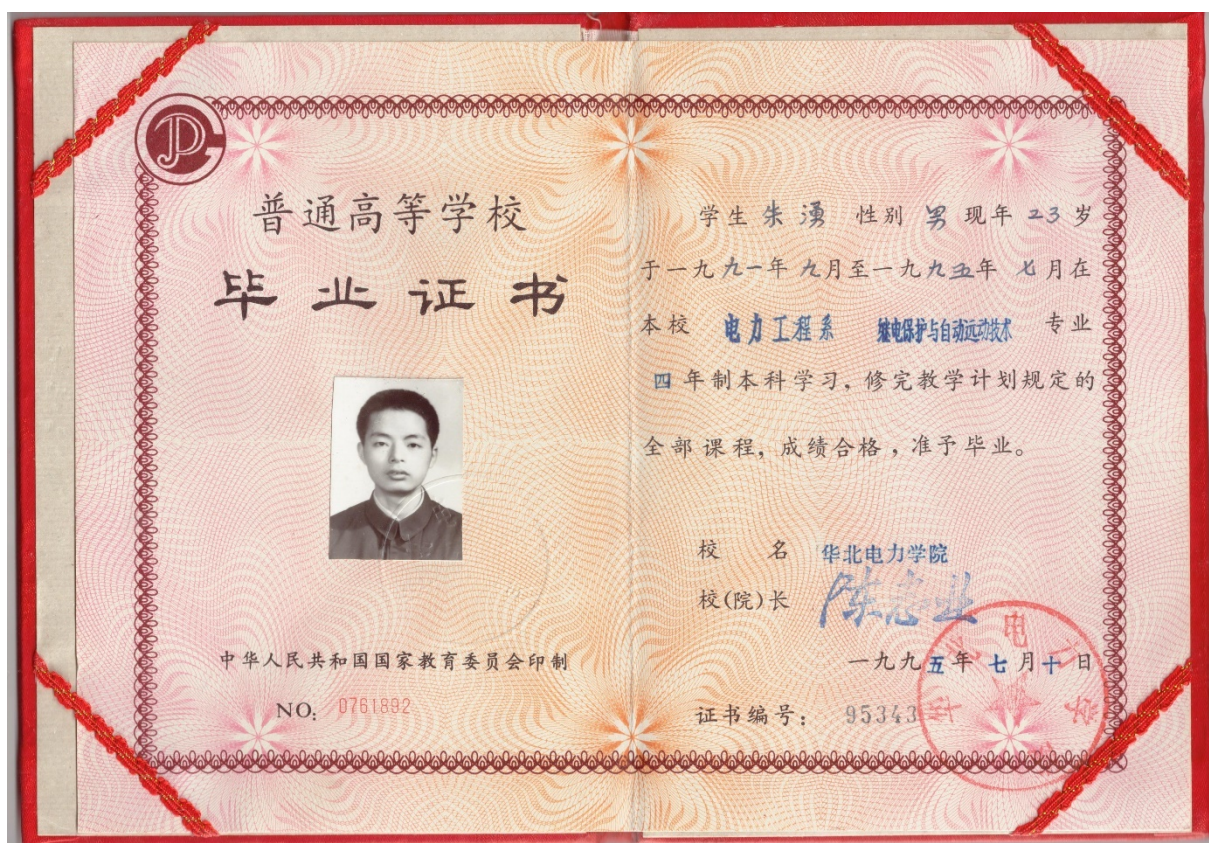 普通高等学校
毕业证书
中华人民共和国国家教育委员会印制
NO: 0761892
学生 朱湧 性别 男 现年 23 岁
于一九九一年九月至一九九五年七月在
本校 电力工程系 继电保护与自动远动技术 专业
四年制本科学习，修完教学计划规定的
全部课程，成绩合格，准予毕业。
校 名 华北电力学院
校(院)长 陈志业
一九九五年七月十日
证书编号： 95343